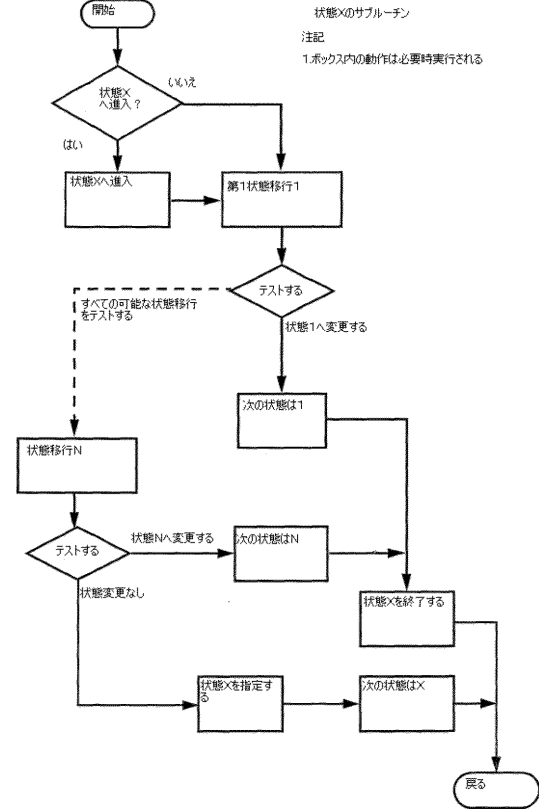 開始
状態Xのサブルーチン
注記
1.ボックス内の動作は必要時実行される
状態X
へ進入？
いいえ
はい
状態Xへ進入
第1状態移行1
テストする
すべての可能な状態移行
をテストする
状態1へ変更する
次の状態は1
状態移行N
テストする
状態Nへ変更する
次の状態はN
状態変更なし
状態Xを終了する
状態Xを指定す
る
次の状態はX
戻る